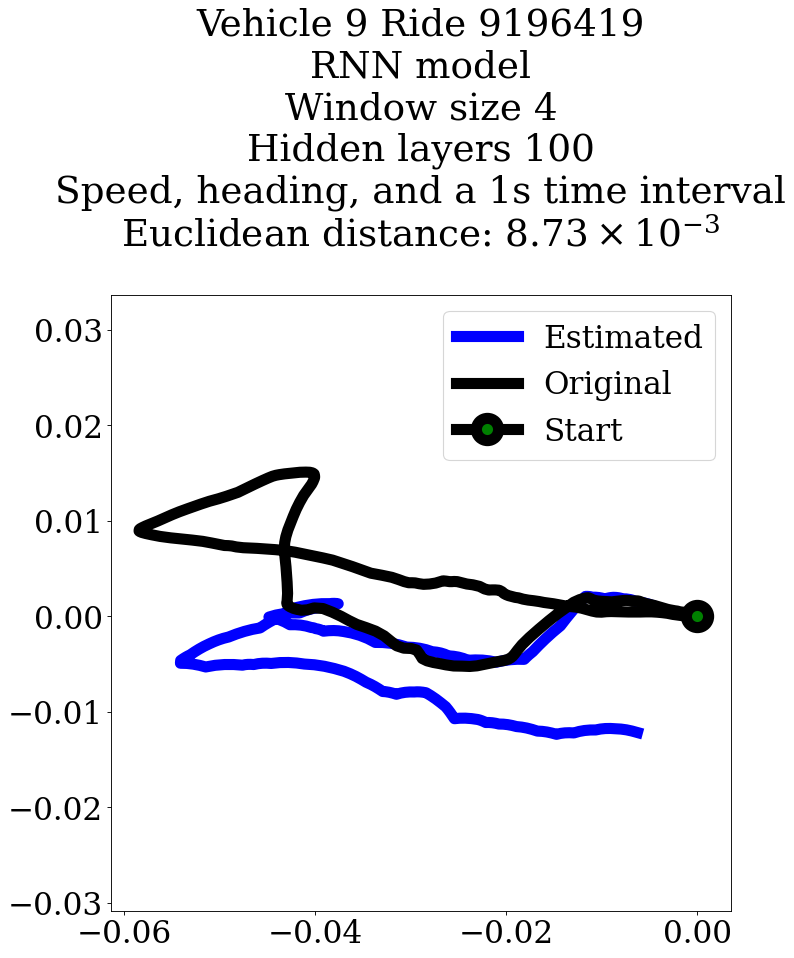 Vehicle 9 Ride 9196419
RNN model
Window size 4
Hidden layers 100
Speed, heading, and a 1s time interval
Euclidean distance: 8.73 × 10⁻³
Estimated
Original
Start
0.03
0.02
0.01
0.00
−0.01
−0.02
−0.03
−0.06 −0.04 −0.02 0.00